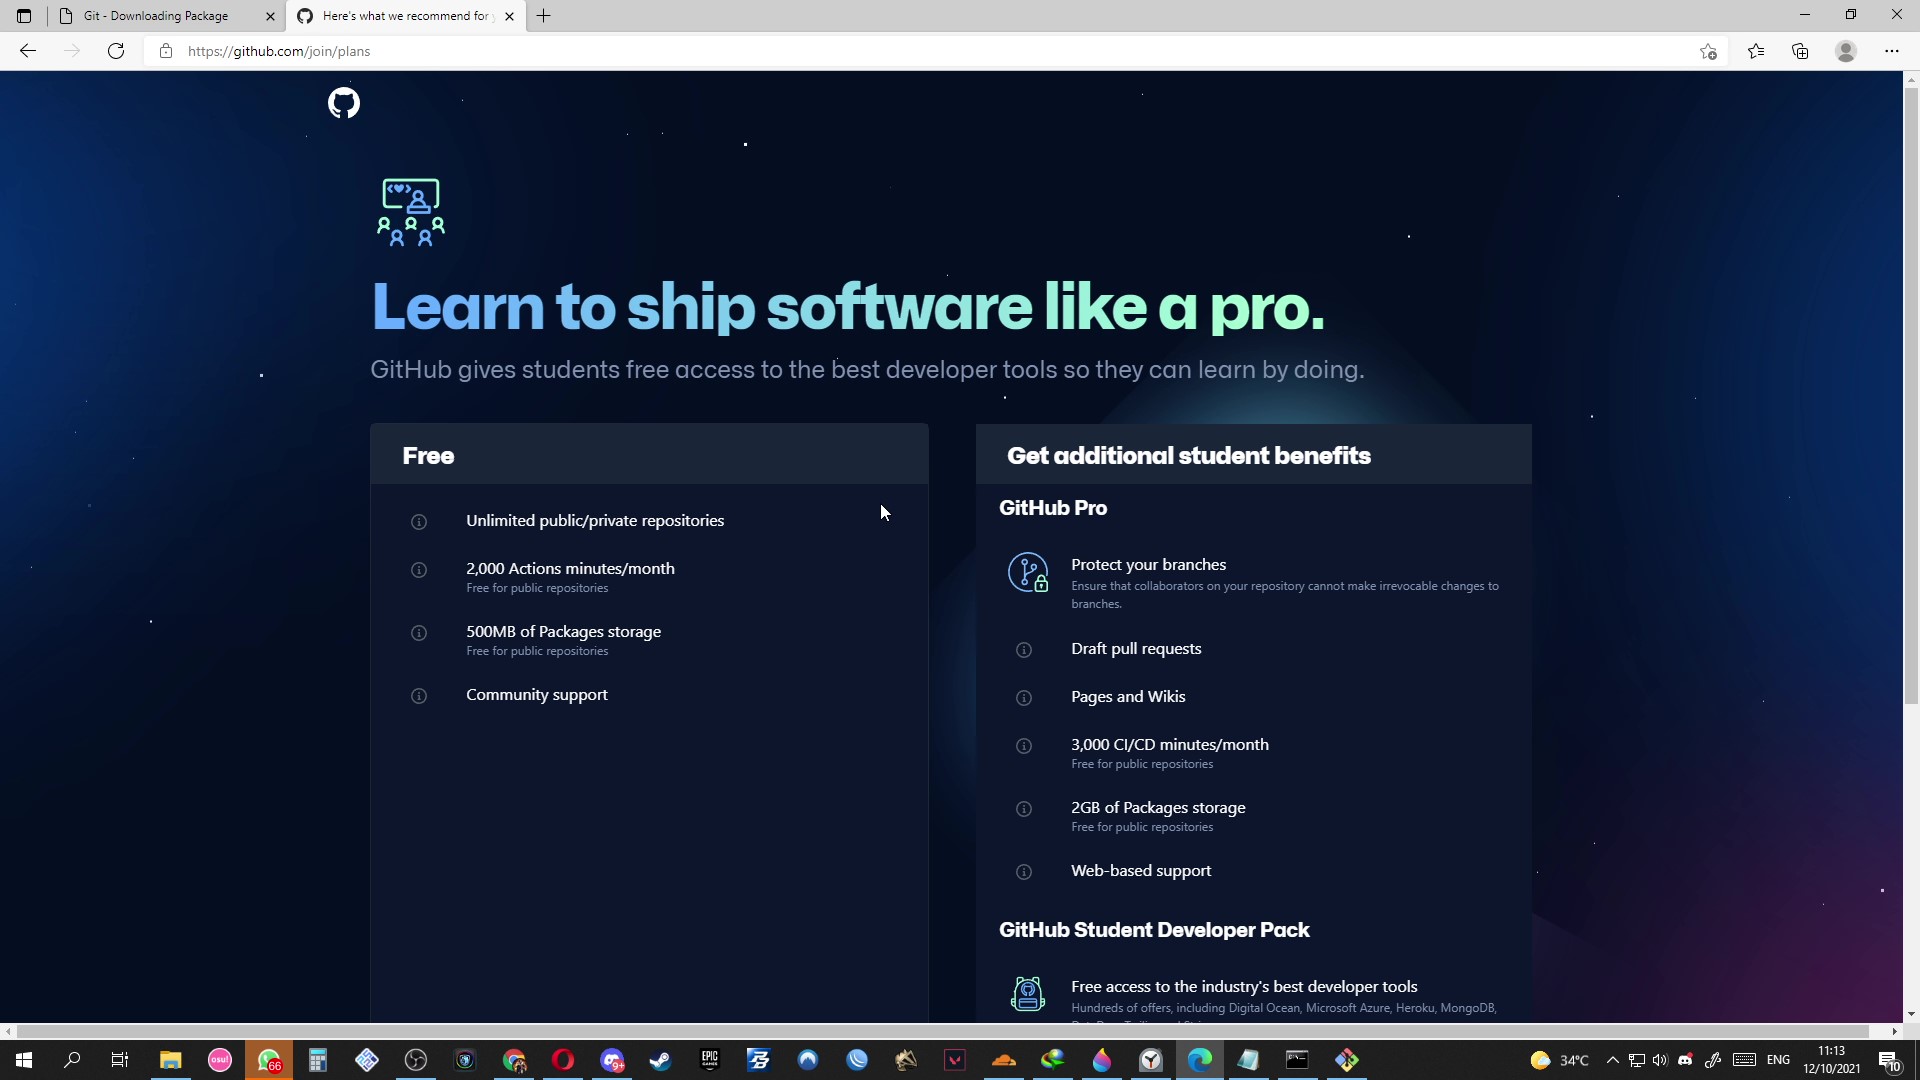 Git - Downloading Package
Here's what we recommend for
https://github.com/join/plans
Learn to ship software like a pro.
GitHub gives students free access to the best developer tools so they can learn by doing.
Free
Unlimited public/private repositories
2,000 Actions minutes/month
Free for public repositories
500MB of Packages storage
Free for public repositories
Community support
Get additional student benefits
GitHub Pro
Protect your branches
Ensure that collaborators on your repository cannot make irrevocable changes to
branches.
Draft pull requests
Pages and Wikis
3,000 CI/CD minutes/month
Free for public repositories
2GB of Packages storage
Free for public repositories
Web-based support
GitHub Student Developer Pack
Free access to the industry's best developer tools
Hundreds of offers, including Digital Ocean, Microsoft Azure, Heroku, MongoDB,
osu!
66
9+
EPIC
GAMES
34°C
ENG
11:13
12/10/2021
10